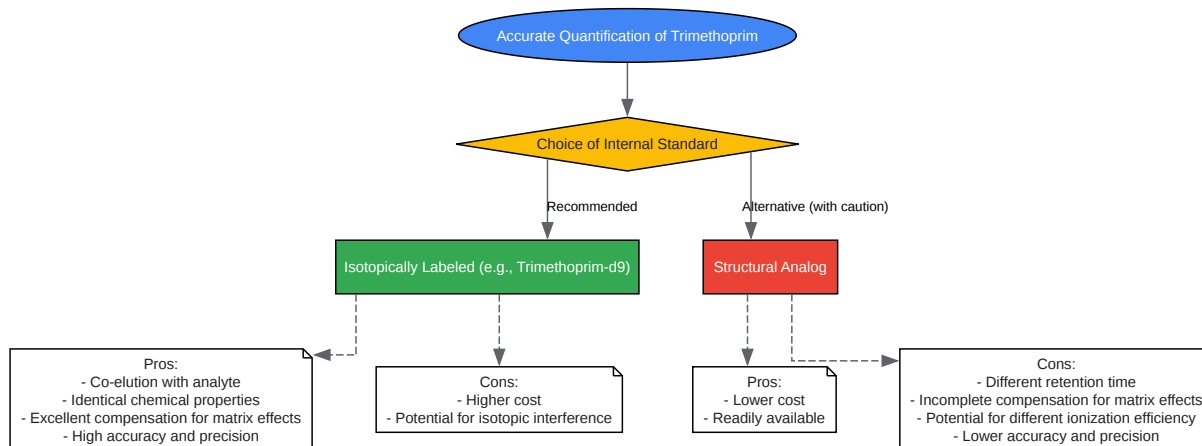 Accurate Quantification of Trimethoprim
Choice of Internal Standard
Recommended
Alternative (with caution)
Isotopically Labeled (e.g., Trimethoprim-d9)
Structural Analog
Pros:
- Co-elution with analyte
- Identical chemical properties
- Excellent compensation for matrix effects
- High accuracy and precision
Cons:
- Higher cost
- Potential for isotopic interference
Pros:
- Lower cost
- Readily available
Cons:
- Different retention time
- Incomplete compensation for matrix effects
- Potential for different ionization efficiency
- Lower accuracy and precision